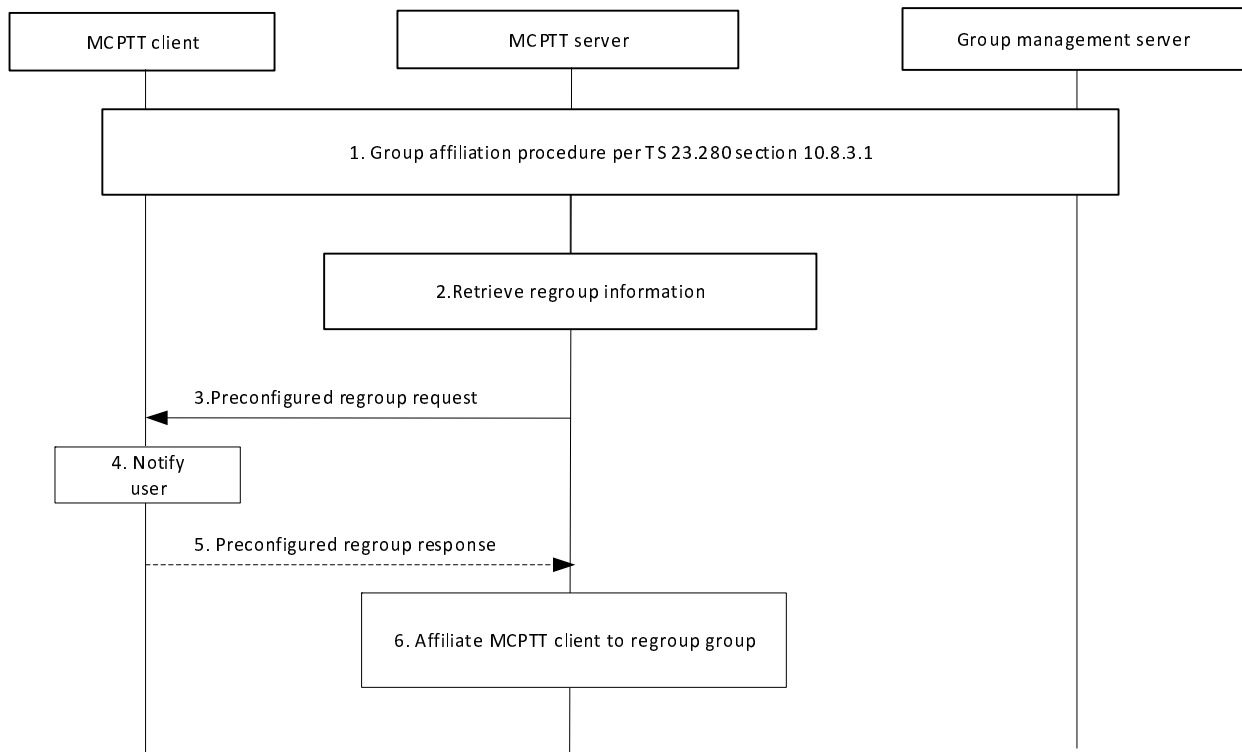 MCPTT client
MCPTT server
Group management server
1. Group affiliation procedure per TS 23.280 section 10.8.3.1
2.Retrieve regroup information
3.Preconfigured regroup request
4. Notify
user
5. Preconfigured regroup response
6. Affiliate MCPTT client to regroup group